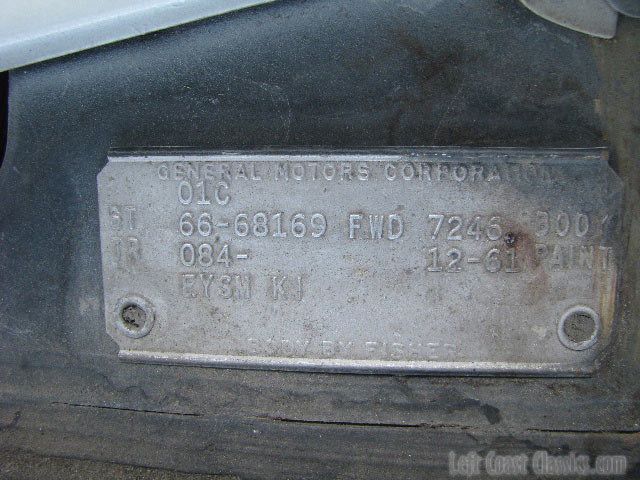 GENERAL MOTORS CORPORATION
01C
ST 66-68169 FWD 7246 BODY
TR 084- 12-61 PAINT
EYSM KJ
BODY BY FISHER
Left Coast Classics.com